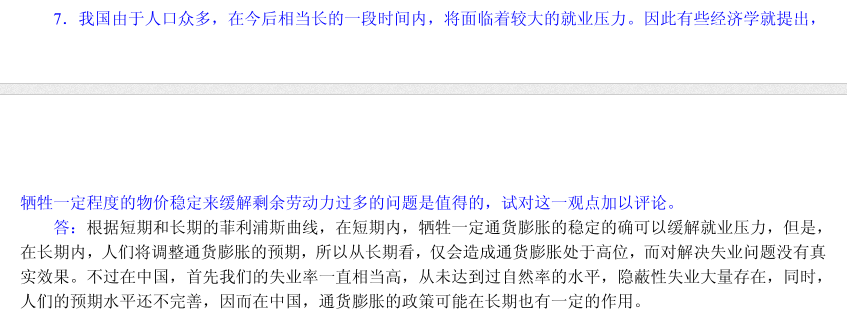 7．我国由于人口众多，在今后相当长的一段时间内，将面临着较大的就业压力。因此有些经济学就提出，
牺牲一定程度的物价稳定来缓解剩余劳动力过多的问题是值得的，试对这一观点加以评论。
答：根据短期和长期的菲利浦斯曲线，在短期内，牺牲一定通货膨胀的稳定的确可以缓解就业压力，但是，
在长期内，人们将调整通货膨胀的预期，所以从长期看，仅会造成通货膨胀处于高位，而对解决失业问题没有真
实效果。不过在中国，首先我们的失业率一直相当高，从未达到过自然率的水平，隐蔽性失业大量存在，同时，
人们的预期水平还不完善，因而在中国，通货膨胀的政策可能在长期也有一定的作用。